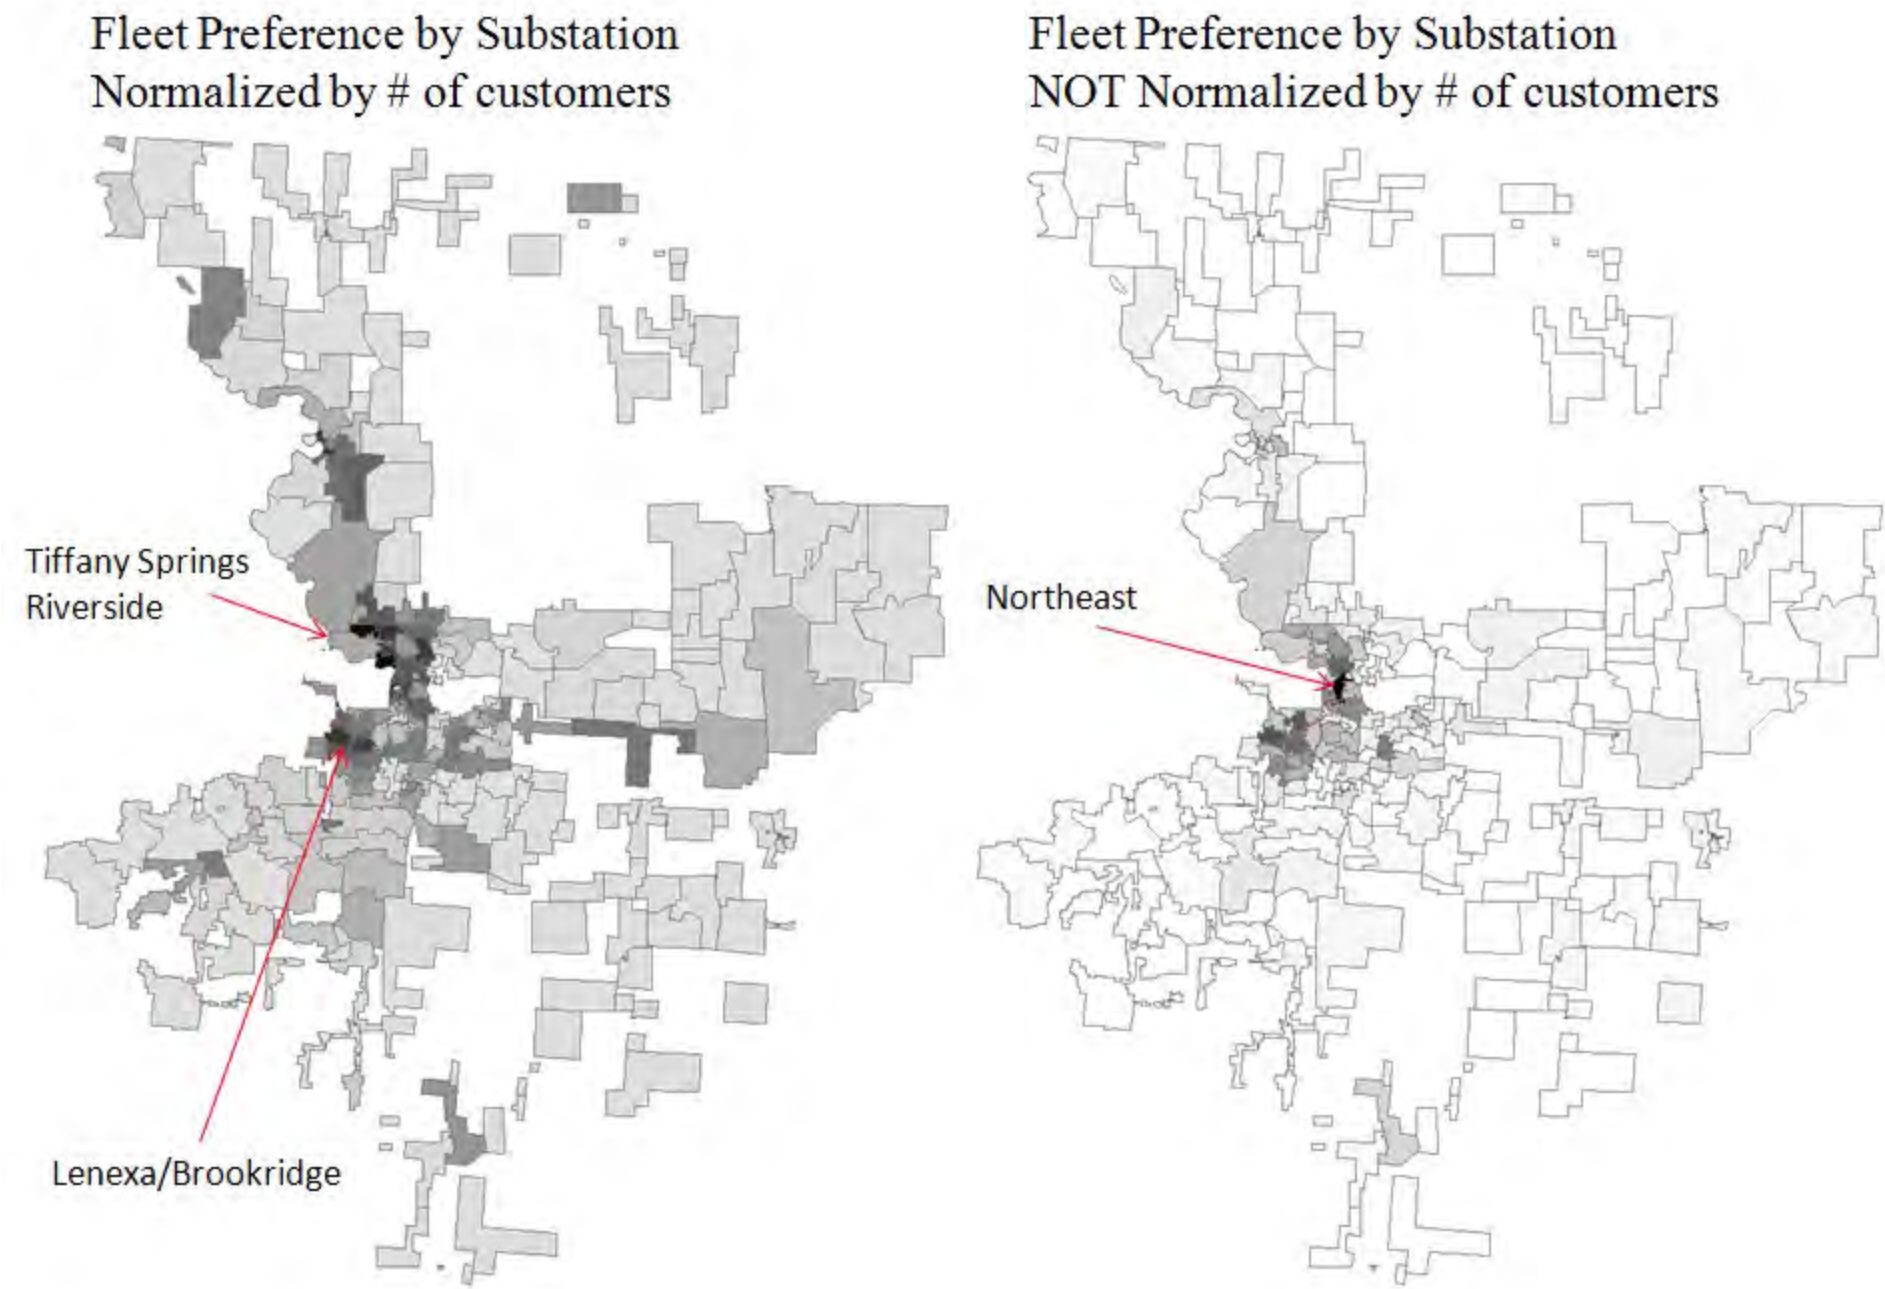 Fleet Preference by Substation
Normalized by # of customers
Fleet Preference by Substation
NOT Normalized by # of customers
Tiffany Springs
Riverside
Northeast
Lenexa/Brookridge